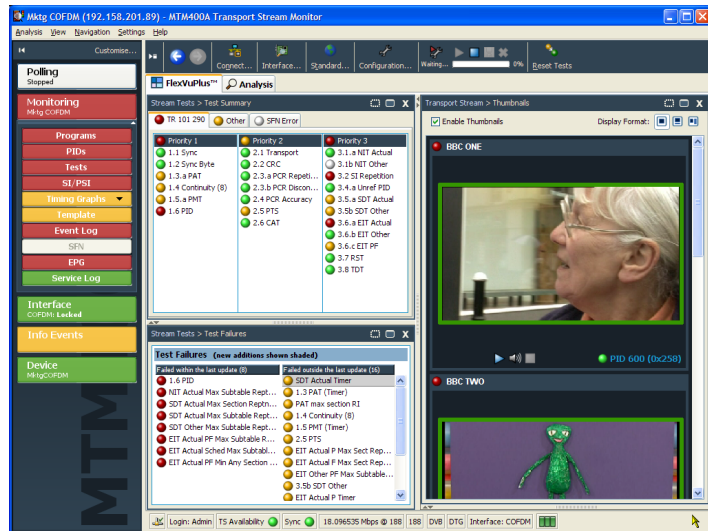 Mktg COFDM (192.158.201.89) - MTM400A Transport Stream Monitor
Analysis View Navigation Settings Help
Customise...
Connect... Interface... Standard... Configuration... Waiting... 0% Reset Tests
Polling
Stopped
Monitoring
Mktg COFDM
Programs
PIDs
Tests
SI/PSI
Timing Graphs
Template
Event Log
SFN
EPG
Service Log
Interface
COFDM: Locked
Info Events
Device
MktgCOFDM
MTM
FlexVuPlus™ Analysis
Stream Tests > Test Summary
TR 101 290 Other SFN Error
Priority 1
1.1 Sync
1.2 Sync Byte
1.3.a PAT
1.4 Continuity (8)
1.5.a PMT
1.6 PID
Priority 2
2.1 Transport
2.2 CRC
2.3.a PCR Repeti...
2.3.b PCR Discon...
2.4 PCR Accuracy
2.5 PTS
2.6 CAT
Priority 3
3.1.a NIT Actual
3.1b NIT Other
3.2 SI Repetition
3.4.a Unref PID
3.5.a SDT Actual
3.5b SDT Other
3.6.a EIT Actual
3.6.b EIT Other
3.6.c EIT PF
3.7 RST
3.8 TDT
Stream Tests > Test Failures
Test Failures (new additions shown shaded)
Failed within the last update (8)
1.6 PID
NIT Actual Max Subtable Rept...
SDT Actual Max Section Reptn...
SDT Actual Max Subtable Rept...
SDT Other Max Subtable Rept...
EIT Actual PF Max Subtable R...
EIT Actual Sched Max Subtable...
EIT Actual PF Min Any Section ...
Failed outside the last update (16)
SDT Actual Timer
1.3 PAT (Timer)
PAT max section RI
1.4 Continuity (8)
1.5 PMT (Timer)
2.5 PTS
EIT Actual P Max Sect Rep...
EIT Actual F Max Sect Rep...
EIT Other PF Max Subtable...
3.5b SDT Other
EIT Actual P Timer
Transport Stream > Thumbnails
Enable Thumbnails Display Format:
BBC ONE
PID 600 (0x258)
BBC TWO
Login: Admin TS Availability Sync 18.096535 Mbps @ 188 188 DVB DTG Interface: COFDM